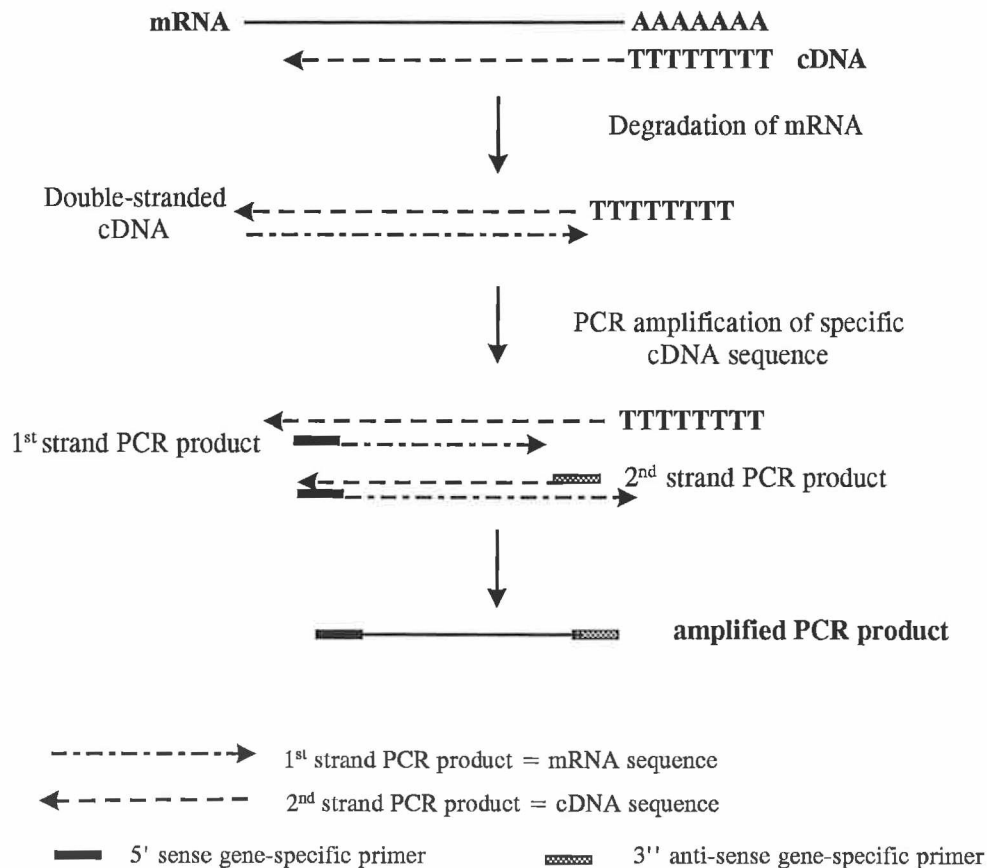 mRNA AAAAAAA
TTTTTTTT cDNA
Degradation of mRNA
Double-stranded
cDNA
TTTTTTTT
PCR amplification of specific
cDNA sequence
TTTTTTTT
1st strand PCR product
2nd strand PCR product
amplified PCR product
1st strand PCR product = mRNA sequence
2nd strand PCR product = cDNA sequence
5' sense gene-specific primer
3'' anti-sense gene-specific primer